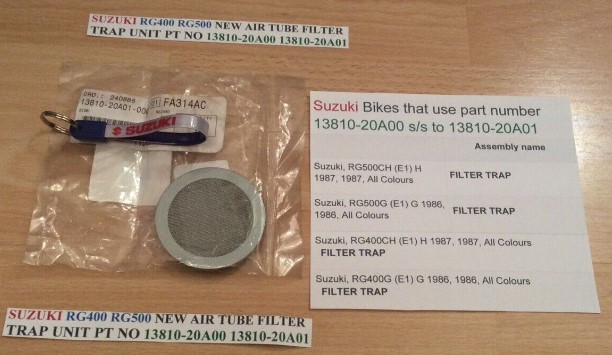 SUZUKI RG400 RG500 NEW AIR TUBE FILTER
TRAP UNIT PT NO 13810-20A00 13810-20A01
13810-20A01-000
FA314AC
SUZUKI
Suzuki Bikes that use part number
13810-20A00 s/s to 13810-20A01
Assembly name
Suzuki, RG500CH (E1) H
1987, 1987, All Colours FILTER TRAP
Suzuki, RG500G (E1) G 1986,
1986, All Colours FILTER TRAP
Suzuki, RG400CH (E1) H 1987, 1987, All Colours
FILTER TRAP
Suzuki, RG400G (E1) G 1986, 1986, All Colours
FILTER TRAP
SUZUKI RG400 RG500 NEW AIR TUBE FILTER
TRAP UNIT PT NO 13810-20A00 13810-20A01